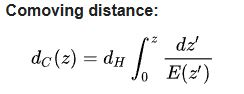 Comoving distance:
d_C(z) = d_H ∫_0^z dz′ / E(z′)